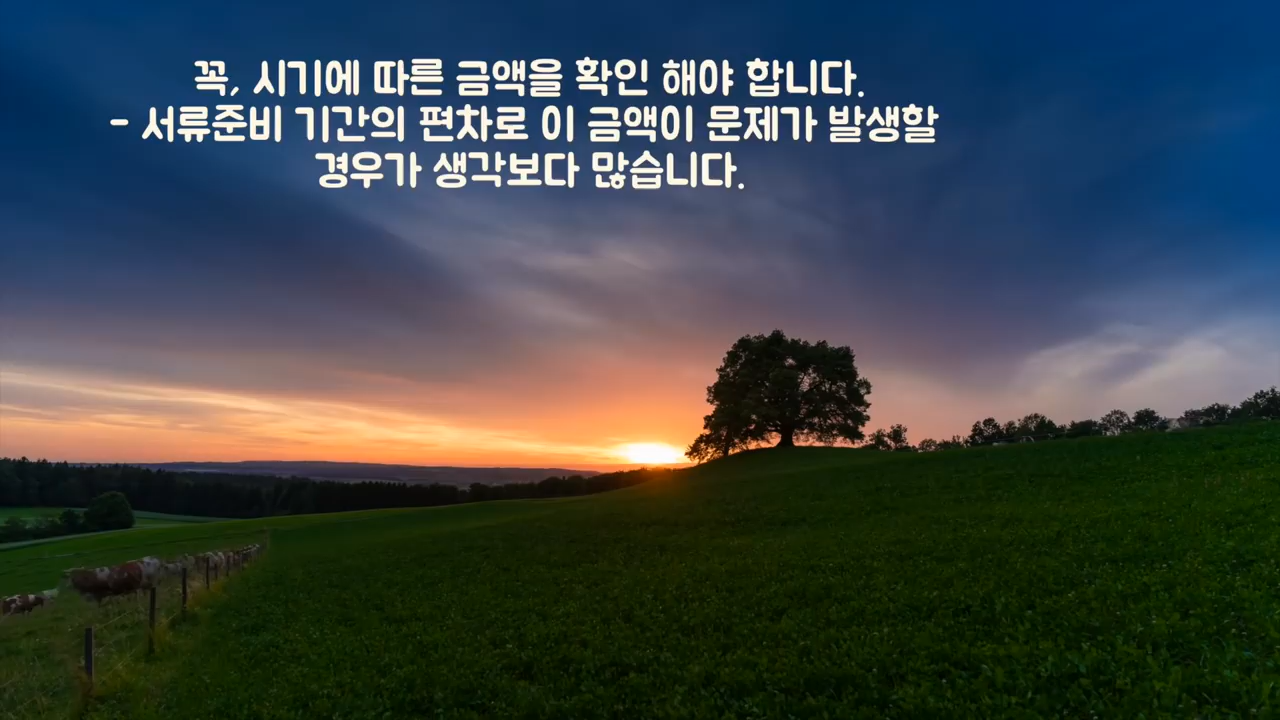 꼭, 시기에 따른 금액을 확인 해야 합니다.
- 서류준비 기간의 편차로 이 금액이 문제가 발생할
경우가 생각보다 많습니다.